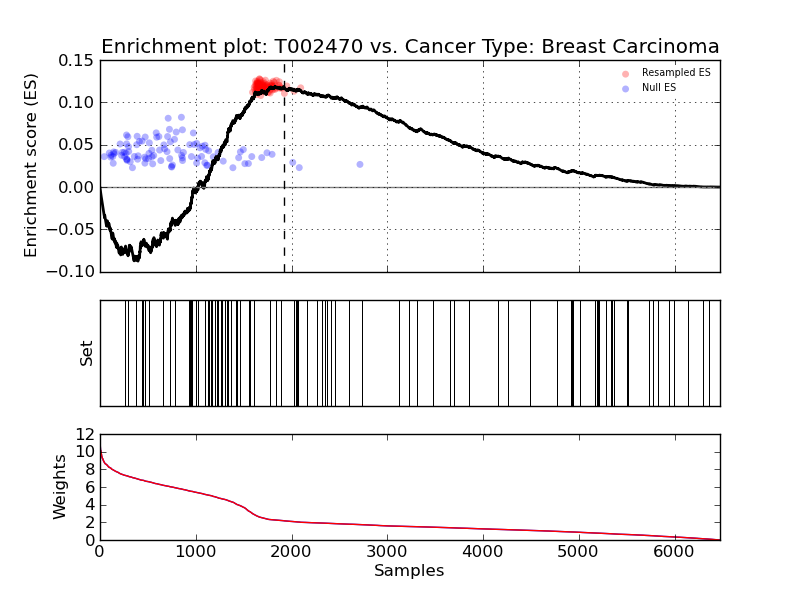 Enrichment plot: T002470 vs. Cancer Type: Breast Carcinoma
0.15
0.10
0.05
0.00
−0.05
−0.10
Enrichment score (ES)
Resampled ES
Null ES
Set
12
10
8
6
4
2
0
Weights
0 1000 2000 3000 4000 5000 6000
Samples